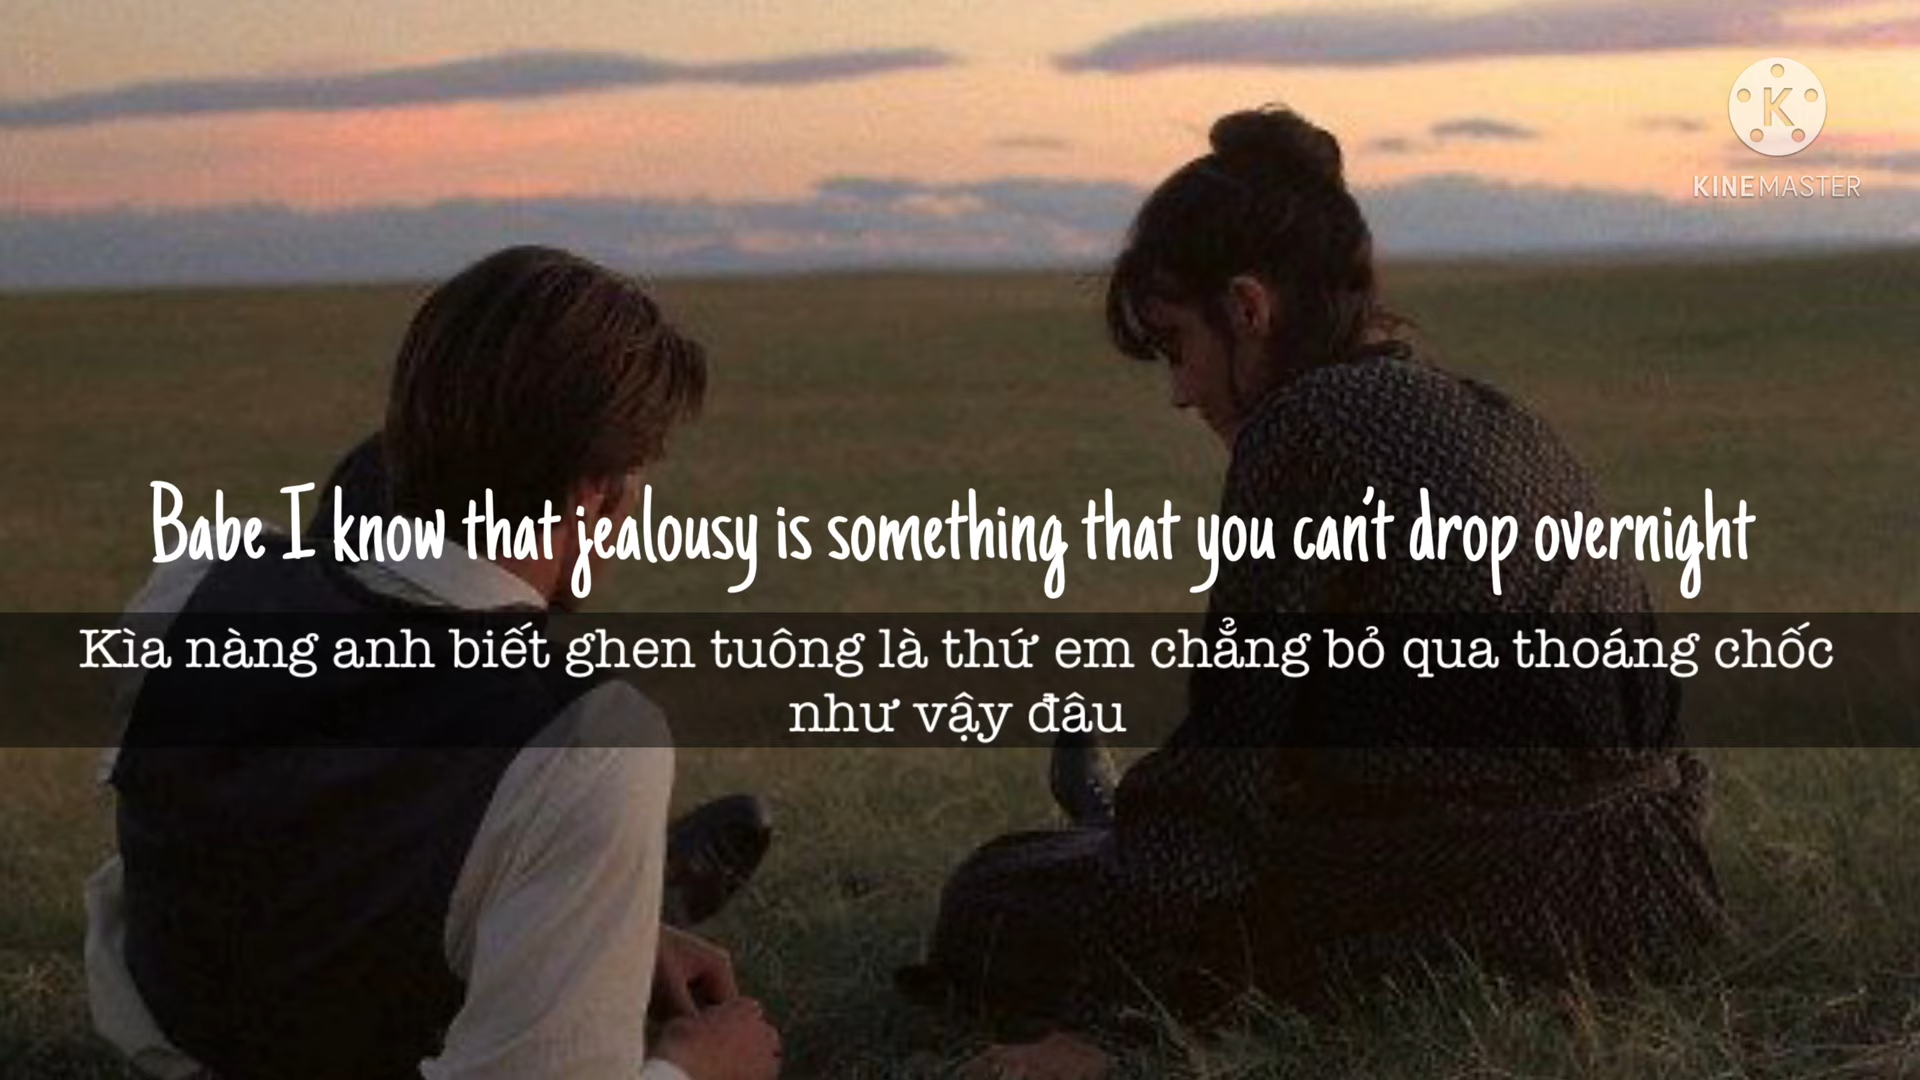 K
KINEMASTER
Babe I know that jealousy is something that you can't drop overnight
Kìa nàng anh biết ghen tuông là thứ em chẳng bỏ qua thoáng chốc
như vậy đâu